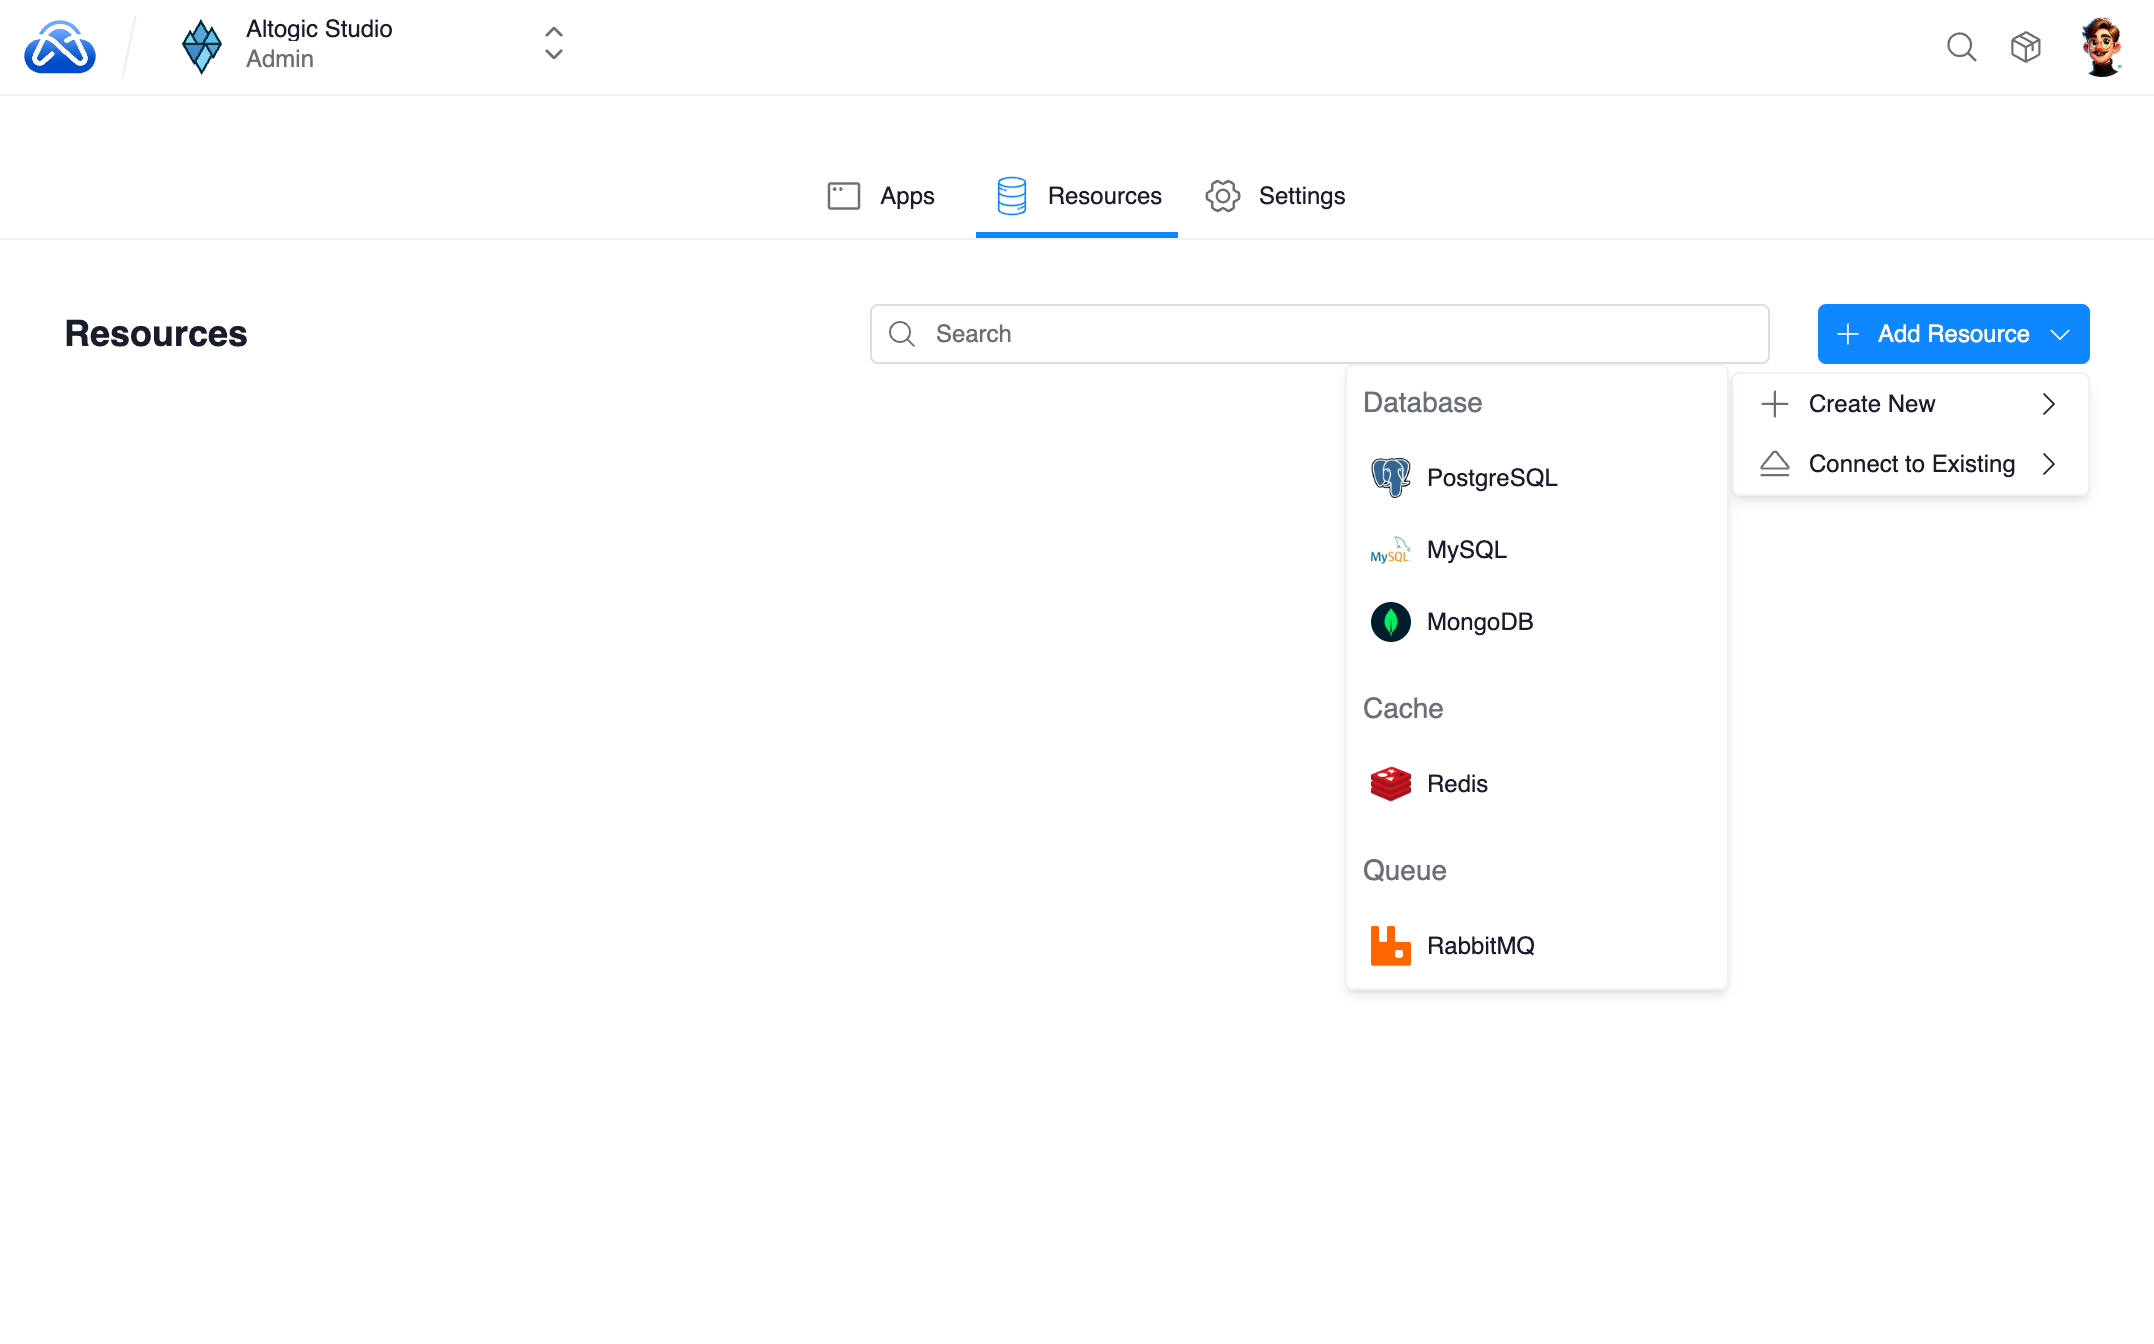 Altogic Studio
Admin
Apps
Resources
Settings
Resources
Search
Add Resource
Create New
Connect to Existing
Database
PostgreSQL
MySQL
MySQL
MongoDB
Cache
Redis
Queue
RabbitMQ